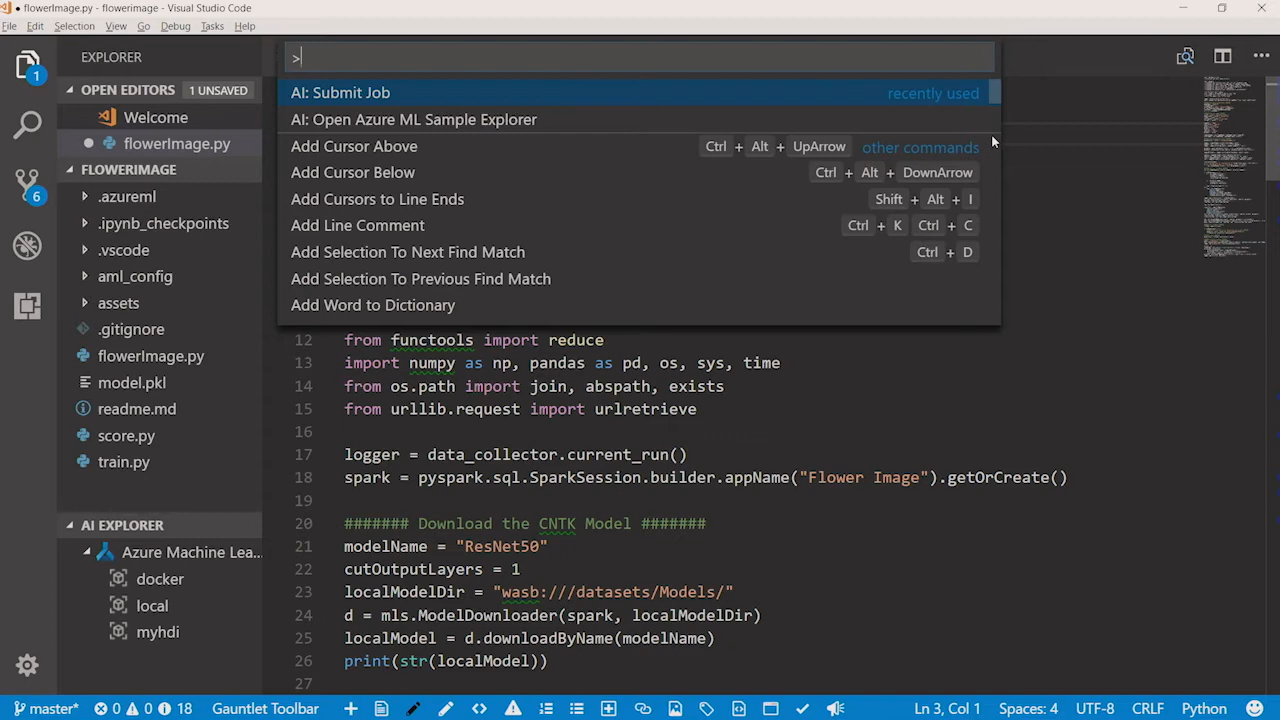 ● flowerImage.py - flowerImage - Visual Studio Code
File Edit Selection View Go Debug Tasks Help
EXPLORER
OPEN EDITORS 1 UNSAVED
Welcome
flowerImage.py
FLOWERIMAGE
.azureml
.ipynb_checkpoints
.vscode
aml_config
assets
.gitignore
flowerImage.py
model.pkl
readme.md
score.py
train.py
AI EXPLORER
Azure Machine Lea...
docker
local
myhdi
1
6
>
AI: Submit Job recently used
AI: Open Azure ML Sample Explorer
Add Cursor Above Ctrl + Alt + UpArrow other commands
Add Cursor Below Ctrl + Alt + DownArrow
Add Cursors to Line Ends Shift + Alt + I
Add Line Comment Ctrl + K Ctrl + C
Add Selection To Next Find Match Ctrl + D
Add Selection To Previous Find Match
Add Word to Dictionary
12 from functools import reduce
13 import numpy as np, pandas as pd, os, sys, time
14 from os.path import join, abspath, exists
15 from urllib.request import urlretrieve
16
17 logger = data_collector.current_run()
18 spark = pyspark.sql.SparkSession.builder.appName("Flower Image").getOrCreate()
19
20 ####### Download the CNTK Model #######
21 modelName = "ResNet50"
22 cutOutputLayers = 1
23 localModelDir = "wasb:///datasets/Models/"
24 d = mls.ModelDownloader(spark, localModelDir)
25 localModel = d.downloadByName(modelName)
26 print(str(localModel))
27
master* 0 0 18 Gauntlet Toolbar Ln 3, Col 1 Spaces: 4 UTF-8 CRLF Python